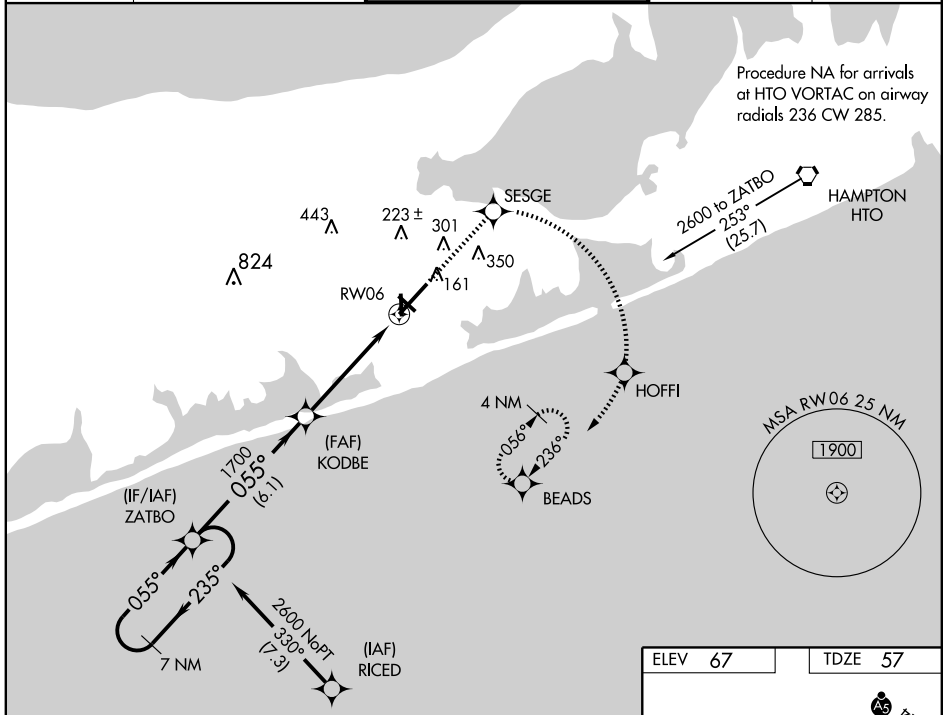 Procedure NA for arrivals
at HTO VORTAC on airway
radials 236 CW 285.
SESGE
2600 to ZATBO
253°
(25.7)
HAMPTON
HTO
443
223 ±
301
350
824
161
RW06
HOFFI
4 NM
056°
236°
BEADS
MSA RW06 25 NM
1900
(FAF)
KODBE
1700
055°
(6.1)
(IF/IAF)
ZATBO
055°
235°
7 NM
2600 NoPT
330°
(7.3)
(IAF)
RICED
ELEV 67
TDZE 57
A5